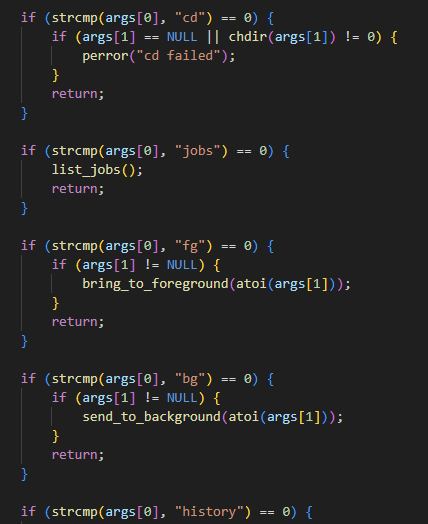 if (strcmp(args[0], "cd") == 0) {
    if (args[1] == NULL || chdir(args[1]) != 0) {
        perror("cd failed");
    }
    return;
}

if (strcmp(args[0], "jobs") == 0) {
    list_jobs();
    return;
}

if (strcmp(args[0], "fg") == 0) {
    if (args[1] != NULL) {
        bring_to_foreground(atoi(args[1]));
    }
    return;
}

if (strcmp(args[0], "bg") == 0) {
    if (args[1] != NULL) {
        send_to_background(atoi(args[1]));
    }
    return;
}

if (strcmp(args[0], "history") == 0) {